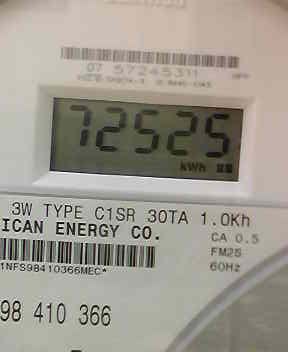 07 57245311
72525
kWh
3W TYPE C1SR 30TA 1.0Kh
ICAN ENERGY CO.
CA 0.5
FM2S
60Hz
1NFS98410366MEC*
98 410 366